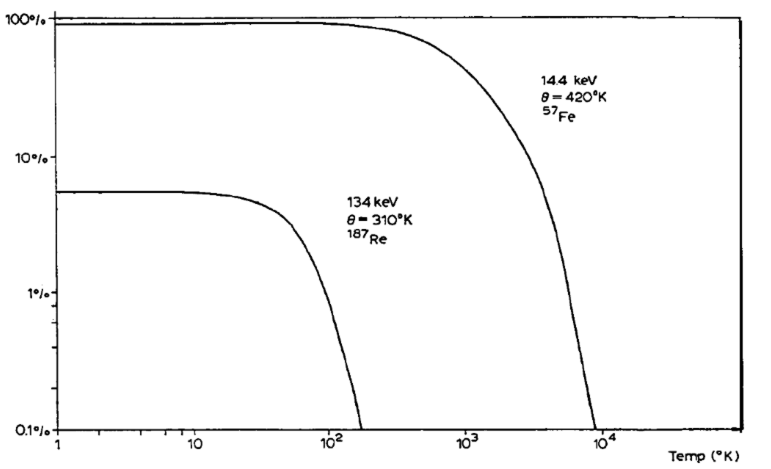 100%
14.4 keV
θ = 420°K
57Fe
10%
134 keV
θ = 310°K
187Re
1%
0.1%
1 10 10² 10³ 10⁴
Temp (°K)